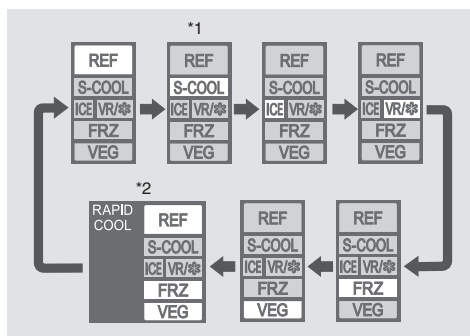 *1
REF
S-COOL
ICE VR/❄
FRZ
VEG
REF
S-COOL
ICE VR/❄
FRZ
VEG
REF
S-COOL
ICE VR/❄
FRZ
VEG
REF
S-COOL
ICE VR/❄
FRZ
VEG
*2
RAPID
COOL
REF
S-COOL
ICE VR/❄
FRZ
VEG
REF
S-COOL
ICE VR/❄
FRZ
VEG
REF
S-COOL
ICE VR/❄
FRZ
VEG